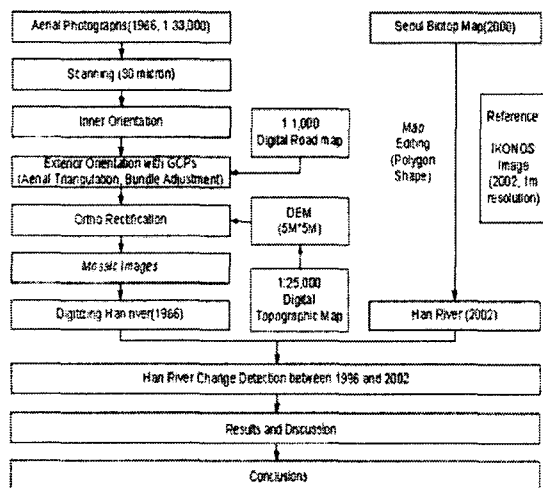 Aerial Photographs(1966, 1 33,000)
Scanning (30 micron)
Inner Orientation
Exterior Orientation with GCPs
(Aerial Triangulation, Bundle Adjustment)
Ortho Rectification
Mosaic Images
Digitizing Han river(1966)
1 1,000
Digital Road map
DEM
(5M*5M)
1:25,000
Digital
Topographic Map
Seoul Biotop Map(2000)
Map
Editing
(Polygon
Shape)
Reference
IKONOS
Image
(2002, 1m
resolution)
Han River (2002)
Han River Change Detection between 1996 and 2002
Results and Discussion
Conclusions